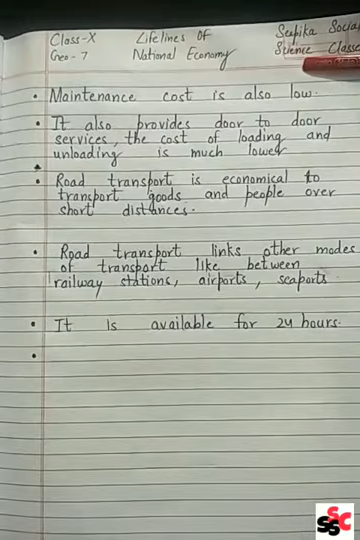 Class-X Lifelines Of Deepika Social
Geo-7 National Economy Science Classes
• Maintenance cost is also low.
• It also provides door to door
services, the cost of loading and
unloading is much lower
• Road transport is economical to
transport goods and people over
short distances.
• Road transport links other modes
of transport like between
railway stations, airports, seaports
• It is available for 24 hours.
SSC